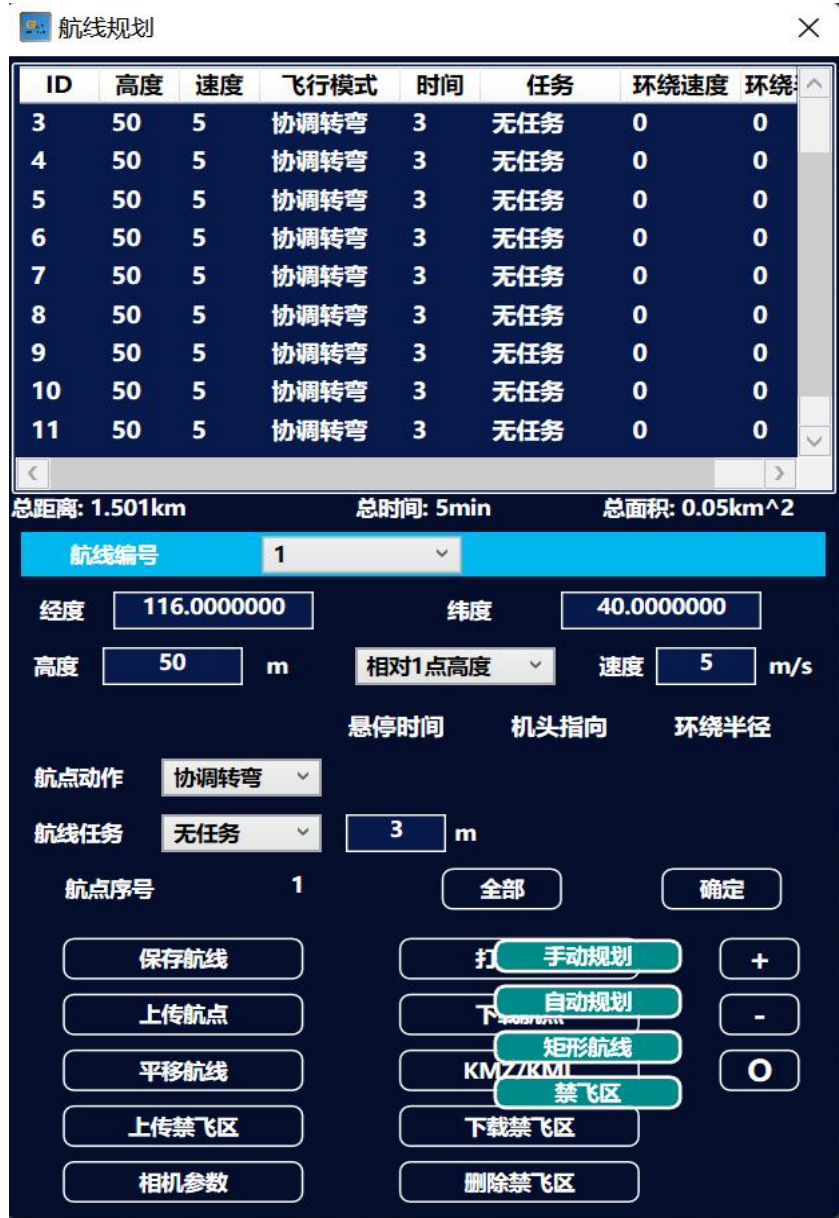 航线规划
ID 高度 速度 飞行模式 时间 任务 环绕速度 环绕
3 50 5 协调转弯 3 无任务 0 0
4 50 5 协调转弯 3 无任务 0 0
5 50 5 协调转弯 3 无任务 0 0
6 50 5 协调转弯 3 无任务 0 0
7 50 5 协调转弯 3 无任务 0 0
8 50 5 协调转弯 3 无任务 0 0
9 50 5 协调转弯 3 无任务 0 0
10 50 5 协调转弯 3 无任务 0 0
11 50 5 协调转弯 3 无任务 0 0
总距离: 1.501km 总时间: 5min 总面积: 0.05km^2
航线编号 1
经度 116.0000000 纬度 40.0000000
高度 50 m 相对1点高度 速度 5 m/s
悬停时间 机头指向 环绕半径
航点动作 协调转弯
航线任务 无任务 3 m
航点序号 1 全部 确定
保存航线 打 手动规划 +
上传航点 下载航点 自动规划 -
矩形航线
平移航线 KMZ/KML O
禁飞区
上传禁飞区 下载禁飞区
相机参数 删除禁飞区